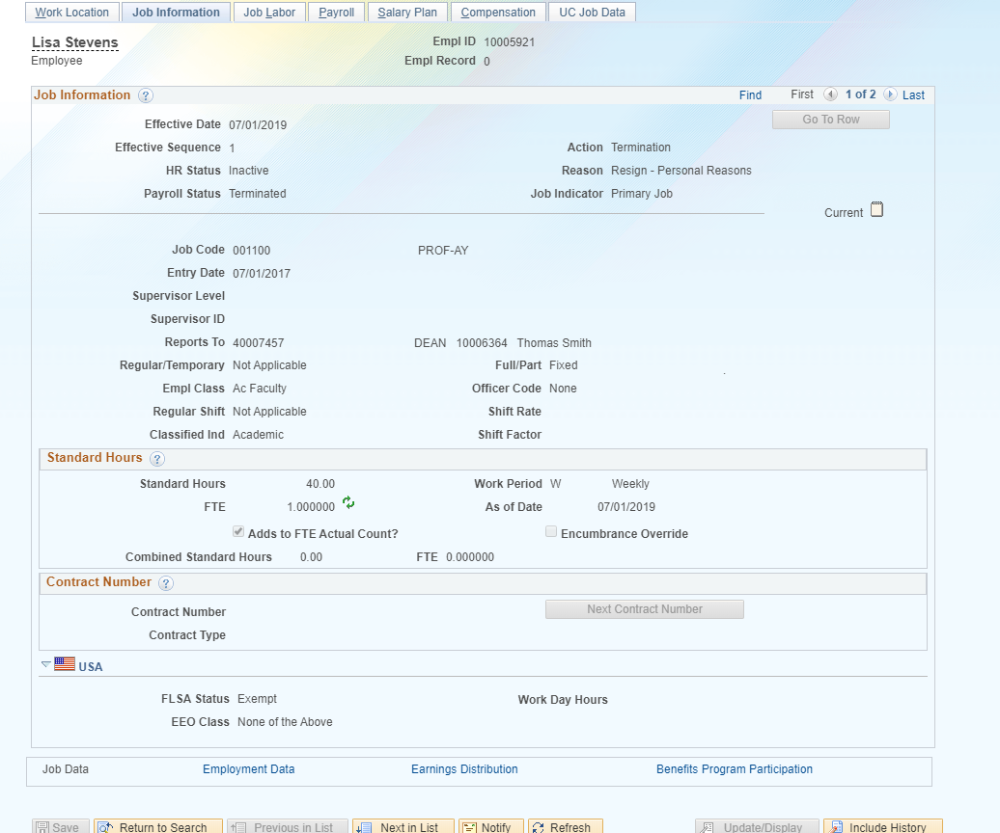 Work Location Job Information Job Labor Payroll Salary Plan Compensation UC Job Data
Lisa Stevens Empl ID 10005921
Employee Empl Record 0
Job Information ? Find First 1 of 2 Last
Go To Row
Effective Date 07/01/2019
Effective Sequence 1 Action Termination
HR Status Inactive Reason Resign - Personal Reasons
Payroll Status Terminated Job Indicator Primary Job
Current
Job Code 001100 PROF-AY
Entry Date 07/01/2017
Supervisor Level
Supervisor ID
Reports To 40007457 DEAN 10006364 Thomas Smith
Regular/Temporary Not Applicable Full/Part Fixed
Empl Class Ac Faculty Officer Code None
Regular Shift Not Applicable Shift Rate
Classified Ind Academic Shift Factor
Standard Hours ?
Standard Hours 40.00 Work Period W Weekly
FTE 1.000000 As of Date 07/01/2019
Adds to FTE Actual Count? Encumbrance Override
Combined Standard Hours 0.00 FTE 0.000000
Contract Number ?
Contract Number Next Contract Number
Contract Type
USA
FLSA Status Exempt Work Day Hours
EEO Class None of the Above
Job Data Employment Data Earnings Distribution Benefits Program Participation
Save Return to Search Previous in List Next in List Notify Refresh Update/Display Include History